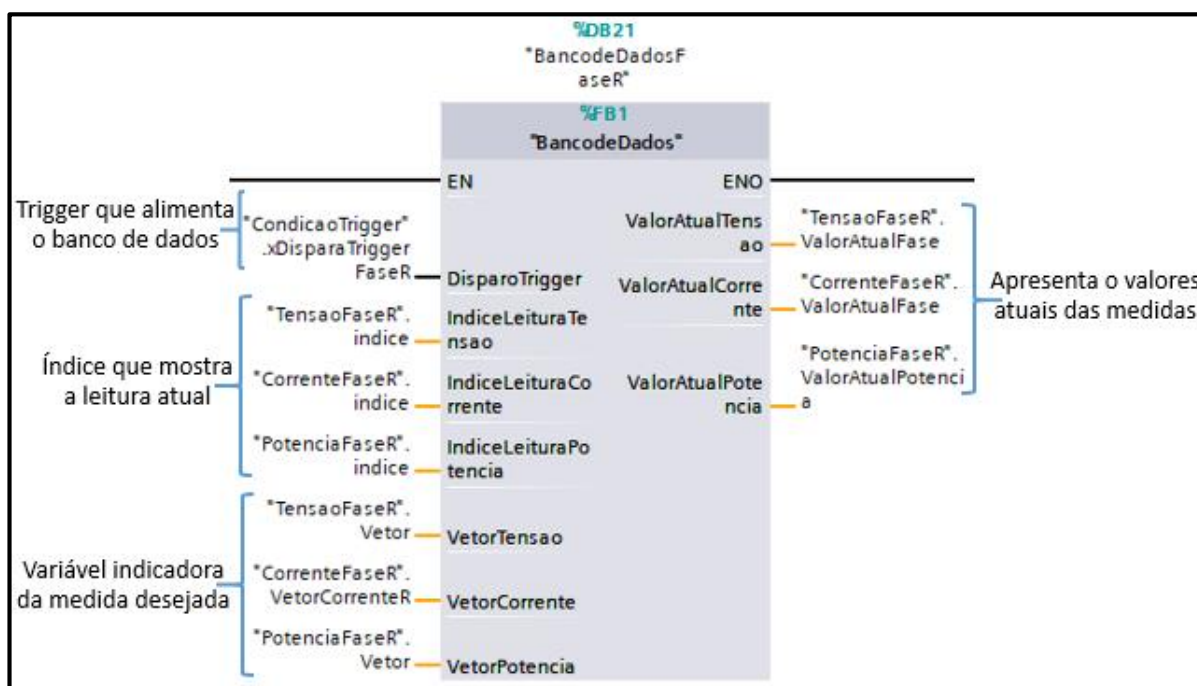 %DB21
"BancodeDadosF
aseR"
%FB1
"BancodeDados"
EN
ENO
Trigger que alimenta
o banco de dados
"CondicaoTrigger"
.xDisparaTrigger
FaseR
DisparoTrigger
ValorAtualTens
ao
"TensaoFaseR".
ValorAtualFase
"TensaoFaseR".
indice
IndiceLeituraTe
nsao
ValorAtualCorre
nte
"CorrenteFaseR".
ValorAtualFase
Apresenta o valores
atuais das medidas
Índice que mostra
a leitura atual
"CorrenteFaseR".
indice
IndiceLeituraCo
rrente
ValorAtualPote
ncia
"PotenciaFaseR".
ValorAtualPotenci
a
"PotenciaFaseR".
indice
IndiceLeituraPo
tencia
Variável indicadora
da medida desejada
"TensaoFaseR".
Vetor
VetorTensao
"CorrenteFaseR".
VetorCorrenteR
VetorCorrente
"PotenciaFaseR".
Vetor
VetorPotencia